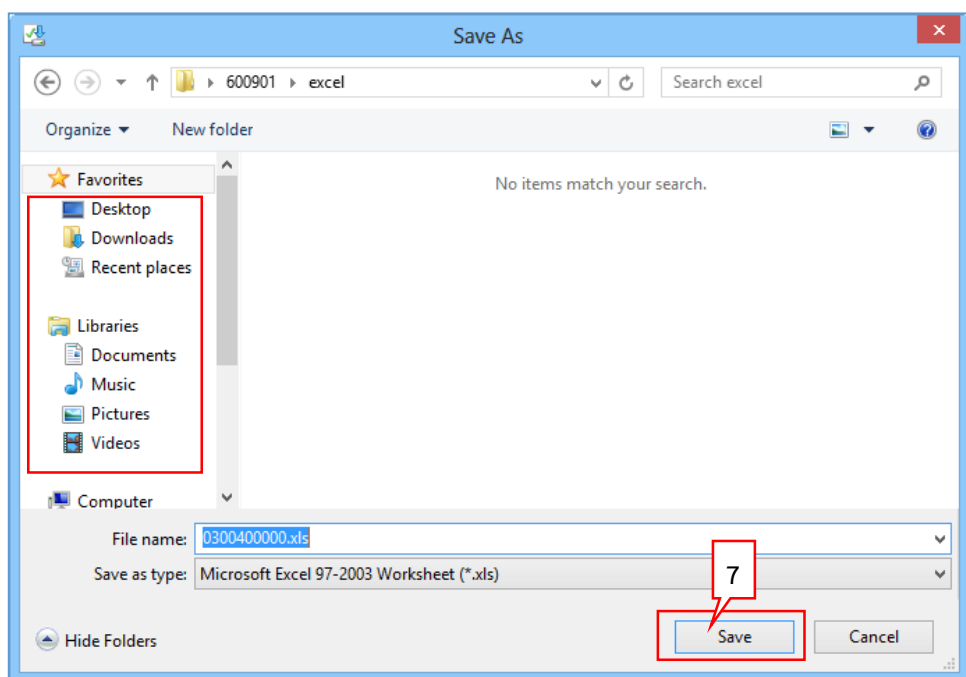 Save As
600901 excel
Search excel
Organize New folder
Favorites
No items match your search.
Desktop
Downloads
Recent places
Libraries
Documents
Music
Pictures
Videos
Computer
File name: 0300400000.xls
Save as type: Microsoft Excel 97-2003 Worksheet (*.xls)
7
Hide Folders
Save
Cancel